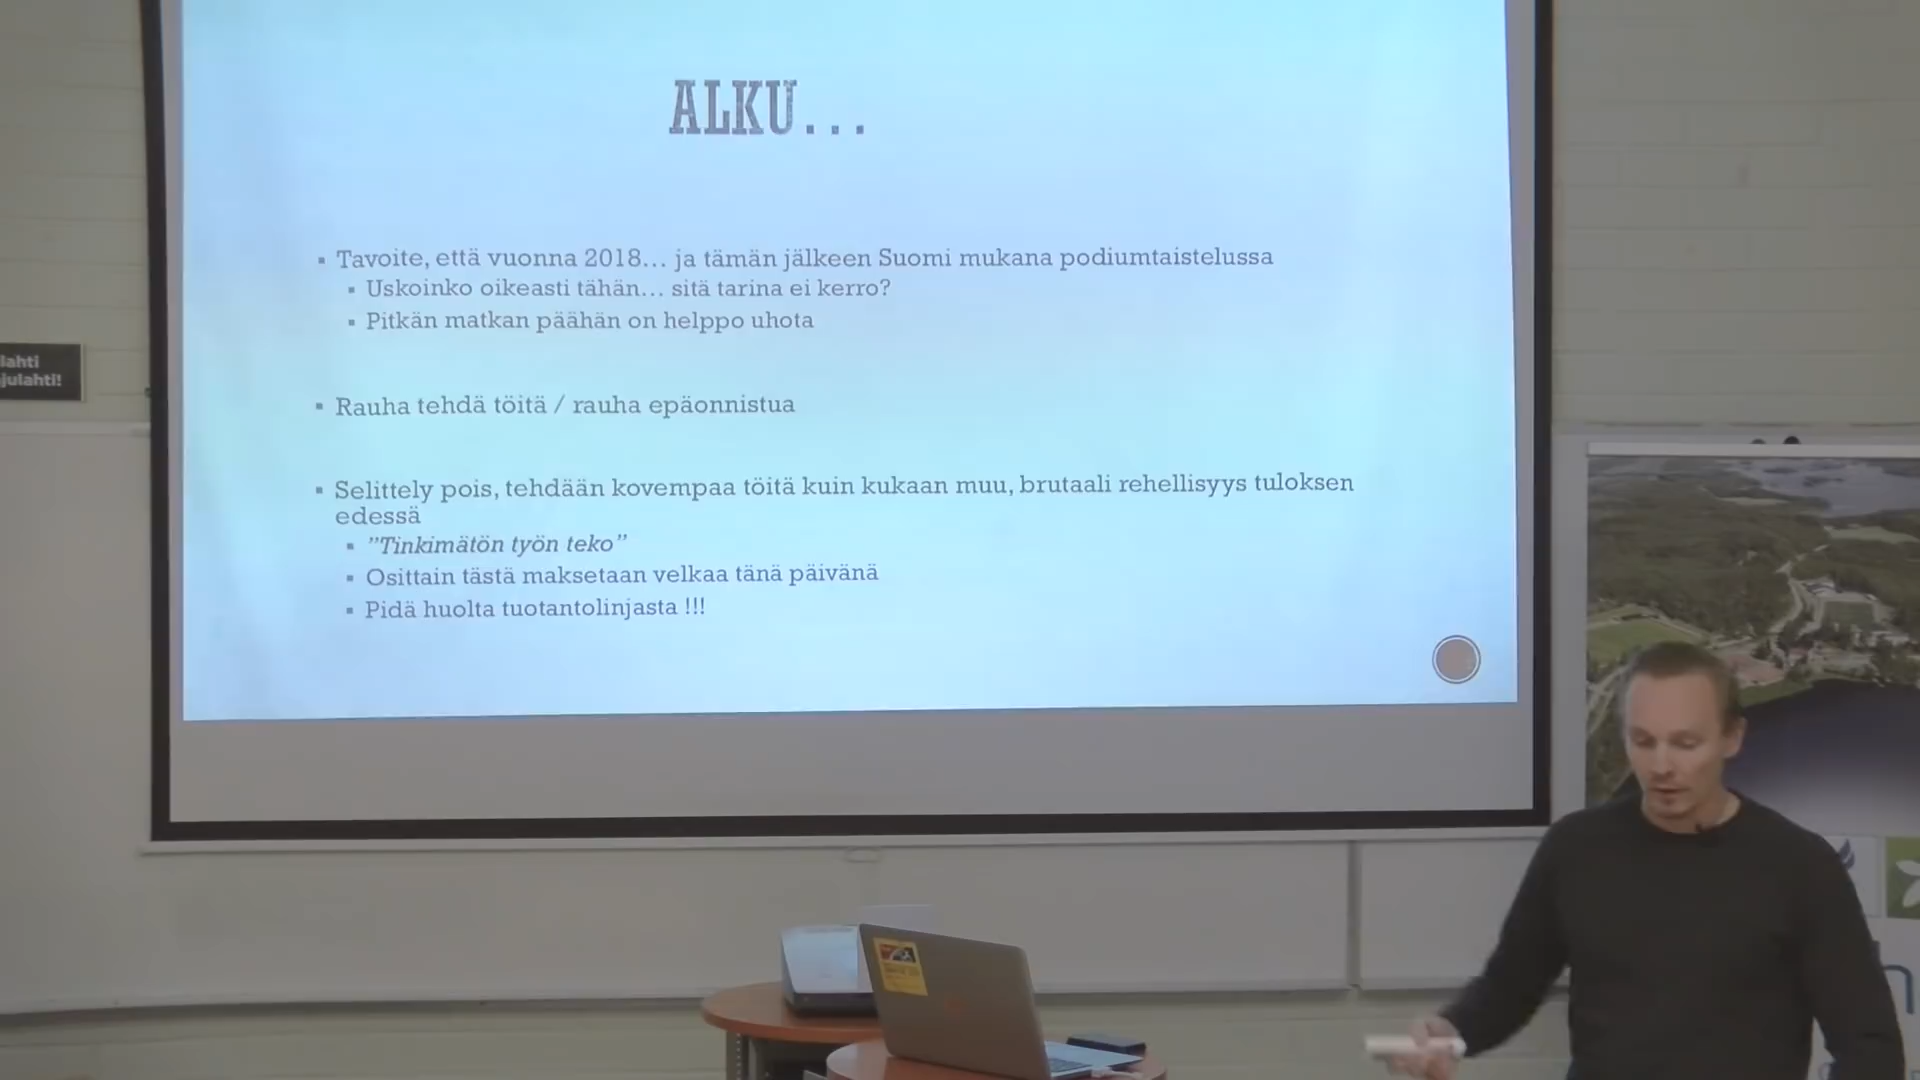 ALKU...
▪ Tavoite, että vuonna 2018... ja tämän jälkeen Suomi mukana podiumtaistelussa
▪ Uskoinko oikeasti tähän... sitä tarina ei kerro?
▪ Pitkän matkan päähän on helppo uhota
▪ Rauha tehdä töitä / rauha epäonnistua
▪ Selittely pois, tehdään kovempaa töitä kuin kukaan muu, brutaali rehellisyys tuloksen
edessä
▪ ”Tinkimätön työn teko”
▪ Osittain tästä maksetaan velkaa tänä päivänä
▪ Pidä huolta tuotantolinjasta !!!
lahti
julahti!